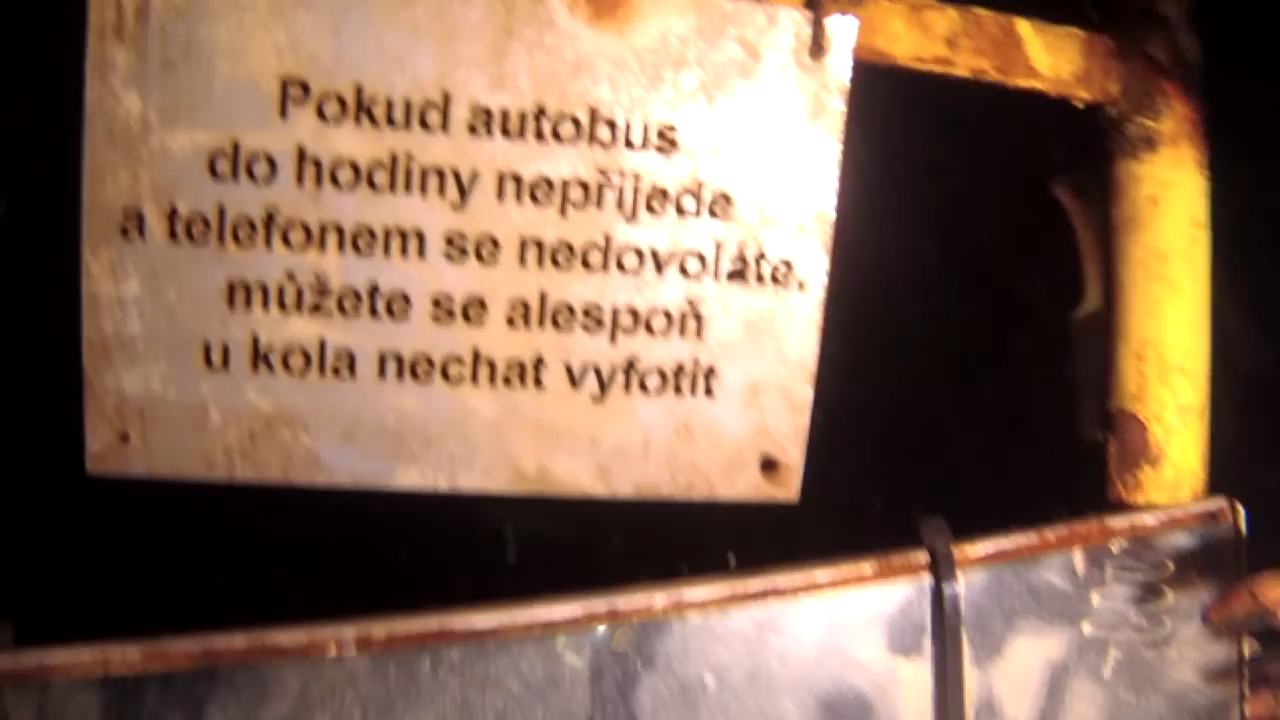 Pokud autobus
do hodiny nepřijede
a telefonem se nedovoláte,
můžete se alespoň
u kola nechat vyfotit